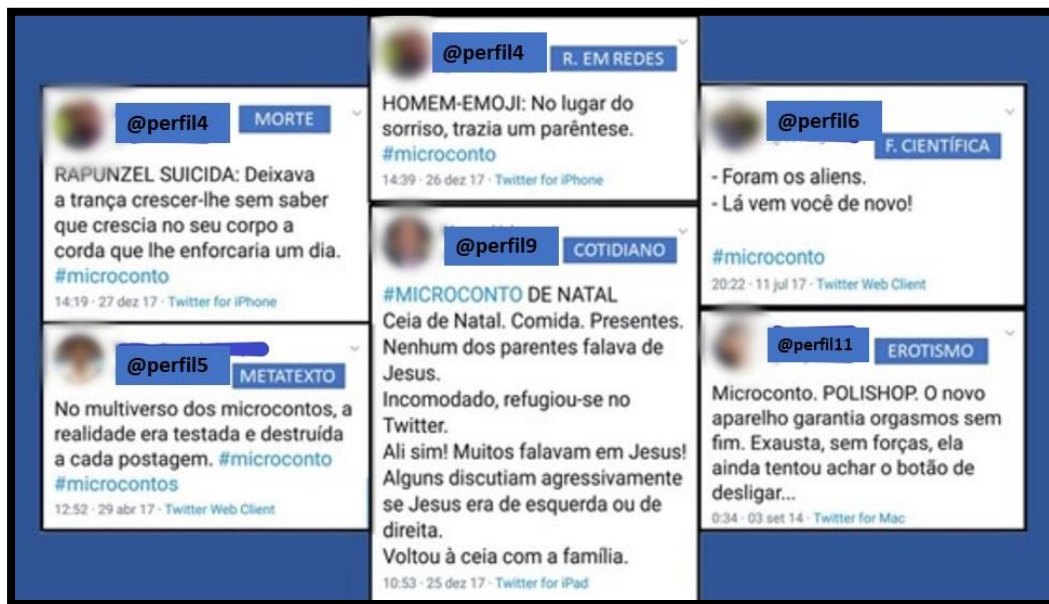 @perfil4
MORTE
RAPUNZEL SUICIDA: Deixava
a trança crescer-lhe sem saber
que crescia no seu corpo a
corda que lhe enforcaria um dia.
#microconto
14:19 · 27 dez 17 · Twitter for iPhone
@perfil5
METATEXTO
No multiverso dos microcontos, a
realidade era testada e destruída
a cada postagem. #microconto
#microcontos
12:52 · 29 abr 17 · Twitter Web Client
@perfil4
R. EM REDES
HOMEM-EMOJI: No lugar do
sorriso, trazia um parêntese.
#microconto
14:39 · 26 dez 17 · Twitter for iPhone
@perfil9
COTIDIANO
#MICROCONTO DE NATAL
Ceia de Natal. Comida. Presentes.
Nenhum dos parentes falava de
Jesus.
Incomodado, refugiou-se no
Twitter.
Ali sim! Muitos falavam em Jesus!
Alguns discutiam agressivamente
se Jesus era de esquerda ou de
direita.
Voltou à ceia com a família.
10:53 · 25 dez 17 · Twitter for iPad
@perfil6
F. CIENTÍFICA
- Foram os aliens.
- Lá vem você de novo!
#microconto
20:22 · 11 jul 17 · Twitter Web Client
@perfil11
EROTISMO
Microconto. POLISHOP. O novo
aparelho garantia orgasmos sem
fim. Exausta, sem forças, ela
ainda tentou achar o botão de
desligar...
0:34 · 03 set 14 · Twitter for Mac